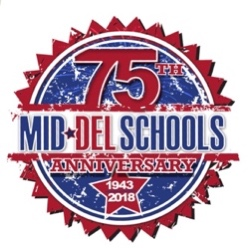 75TH
MID★DEL SCHOOLS
ANNIVERSARY
1943
2018